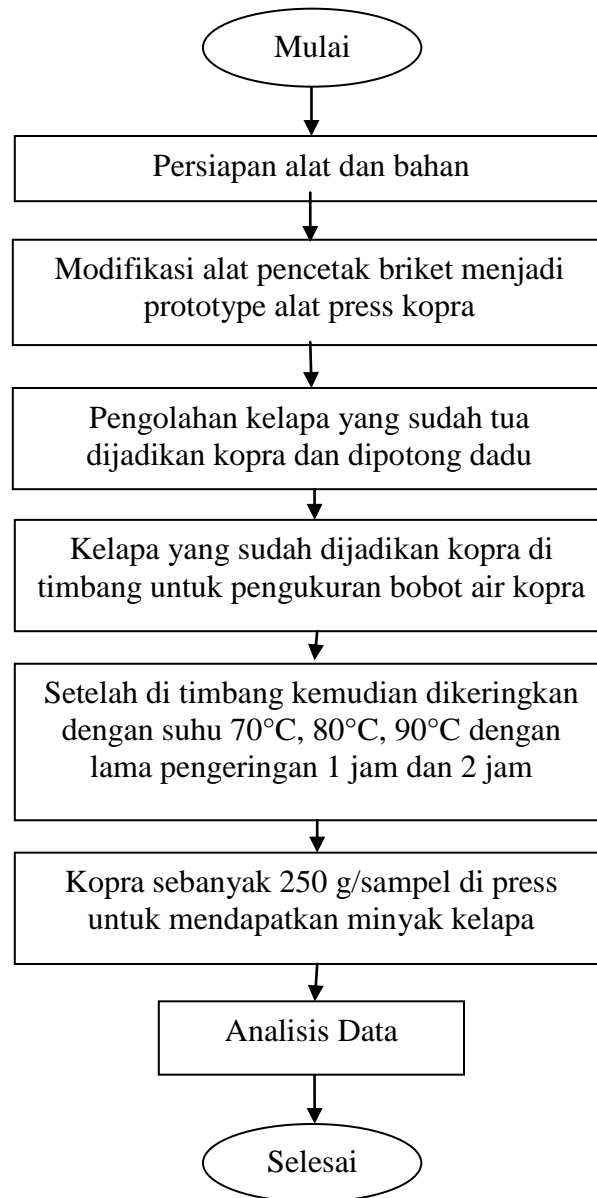 Mulai
Persiapan alat dan bahan
Modifikasi alat pencetak briket menjadi
prototype alat press kopra
Pengolahan kelapa yang sudah tua
dijadikan kopra dan dipotong dadu
Kelapa yang sudah dijadikan kopra di
timbang untuk pengukuran bobot air kopra
Setelah di timbang kemudian dikeringkan
dengan suhu 70°C, 80°C, 90°C dengan
lama pengeringan 1 jam dan 2 jam
Kopra sebanyak 250 g/sampel di press
untuk mendapatkan minyak kelapa
Analisis Data
Selesai